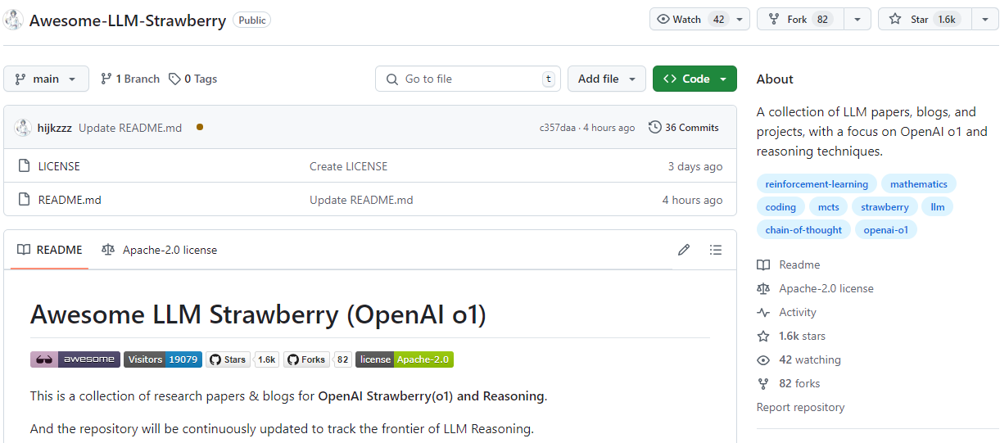 Awesome-LLM-Strawberry Public Watch 42 Fork 82 Star 1.6k
main 1 Branch 0 Tags Go to file t Add file Code
hijkzzz Update README.md c357daa · 4 hours ago 36 Commits
LICENSE Create LICENSE 3 days ago
README.md Update README.md 4 hours ago
README Apache-2.0 license
Awesome LLM Strawberry (OpenAI o1)
awesome Visitors 19079 Stars 1.6k Forks 82 license Apache-2.0
This is a collection of research papers & blogs for OpenAI Strawberry(o1) and Reasoning.
And the repository will be continuously updated to track the frontier of LLM Reasoning.
About
A collection of LLM papers, blogs, and
projects, with a focus on OpenAI o1 and
reasoning techniques.
reinforcement-learning mathematics
coding mcts strawberry llm
chain-of-thought openai-o1
Readme
Apache-2.0 license
Activity
1.6k stars
42 watching
82 forks
Report repository